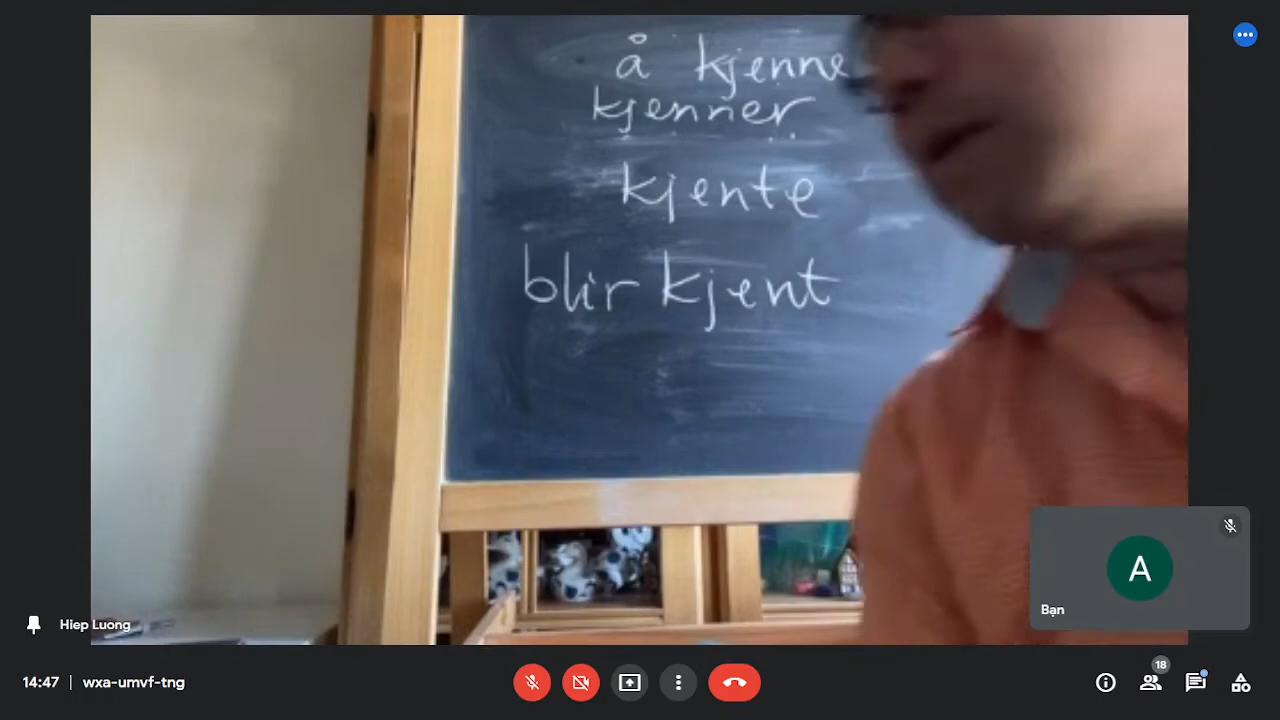 å kjenne
kjenner
kjente
blir kjent
Hiep Luong
A
Bạn
14:47 | wxa-umvf-tng
18